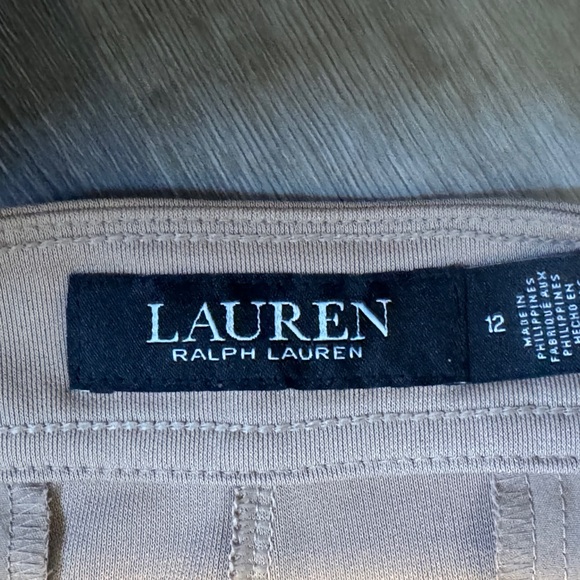 LAUREN
RALPH LAUREN
12
MADE IN
PHILIPPINES
FABRIQUÉ AUX
PHILIPPINES
HECHO EN